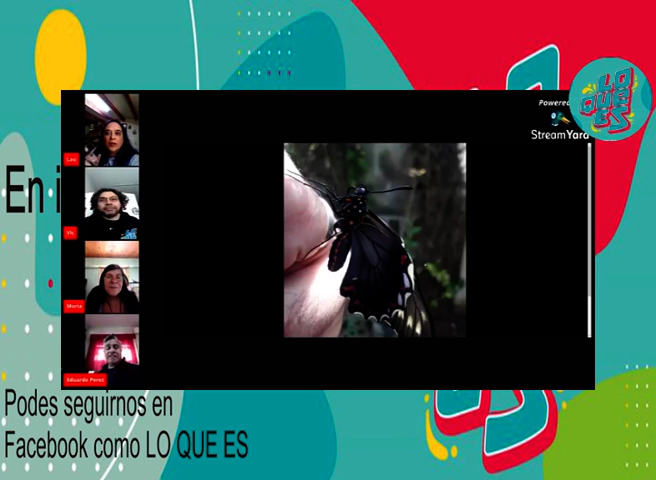 LO
QUE
ES
Powered
StreamYard
En i
Leo
Vic
Marta
Eduardo Perez
Podes seguirnos en
Facebook como LO QUE ES